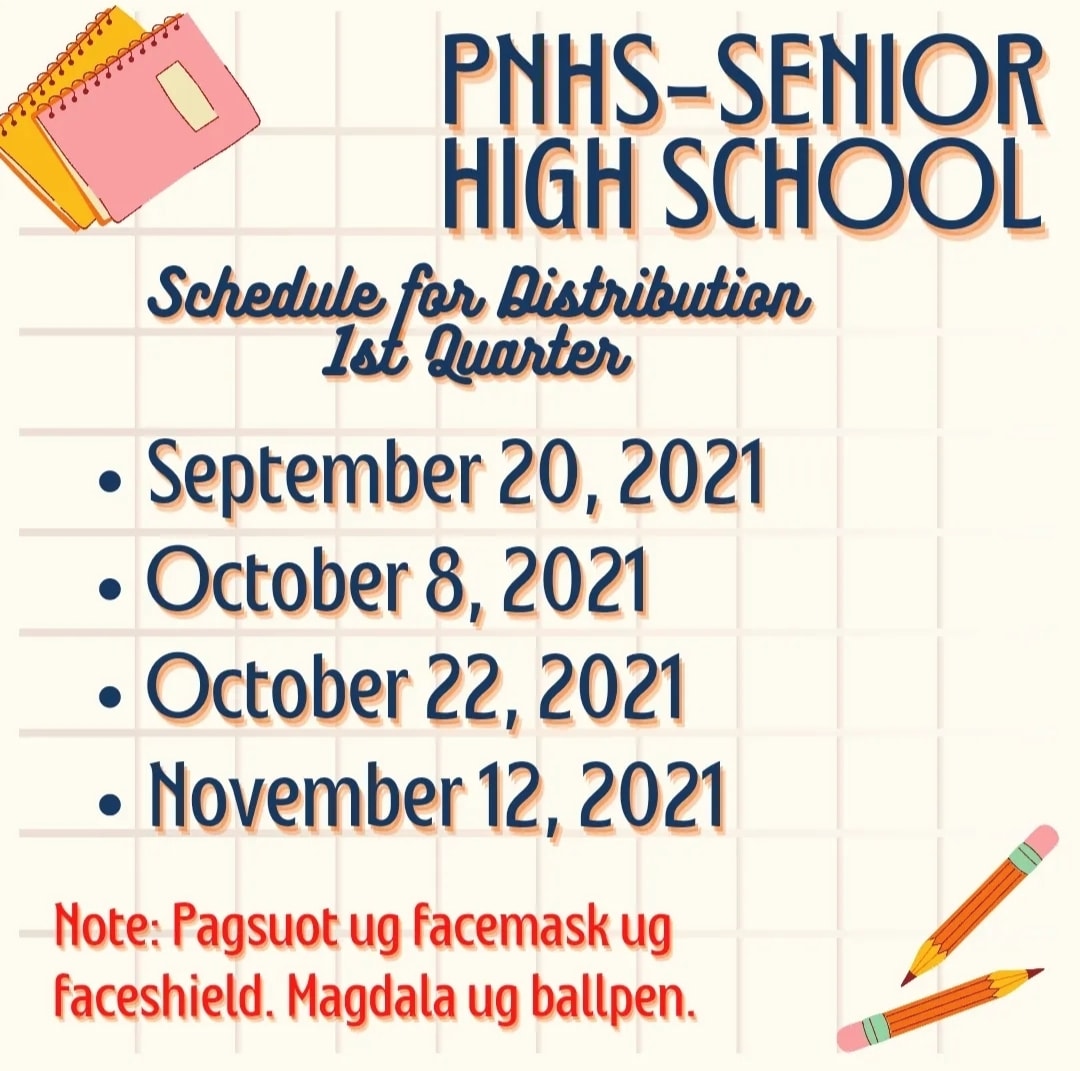 PNHS-SENIOR
HIGH SCHOOL
Schedule for Distribution
1st Quarter
• September 20, 2021
• October 8, 2021
• October 22, 2021
• November 12, 2021
Note: Pagsuot ug facemask ug
faceshield. Magdala ug ballpen.